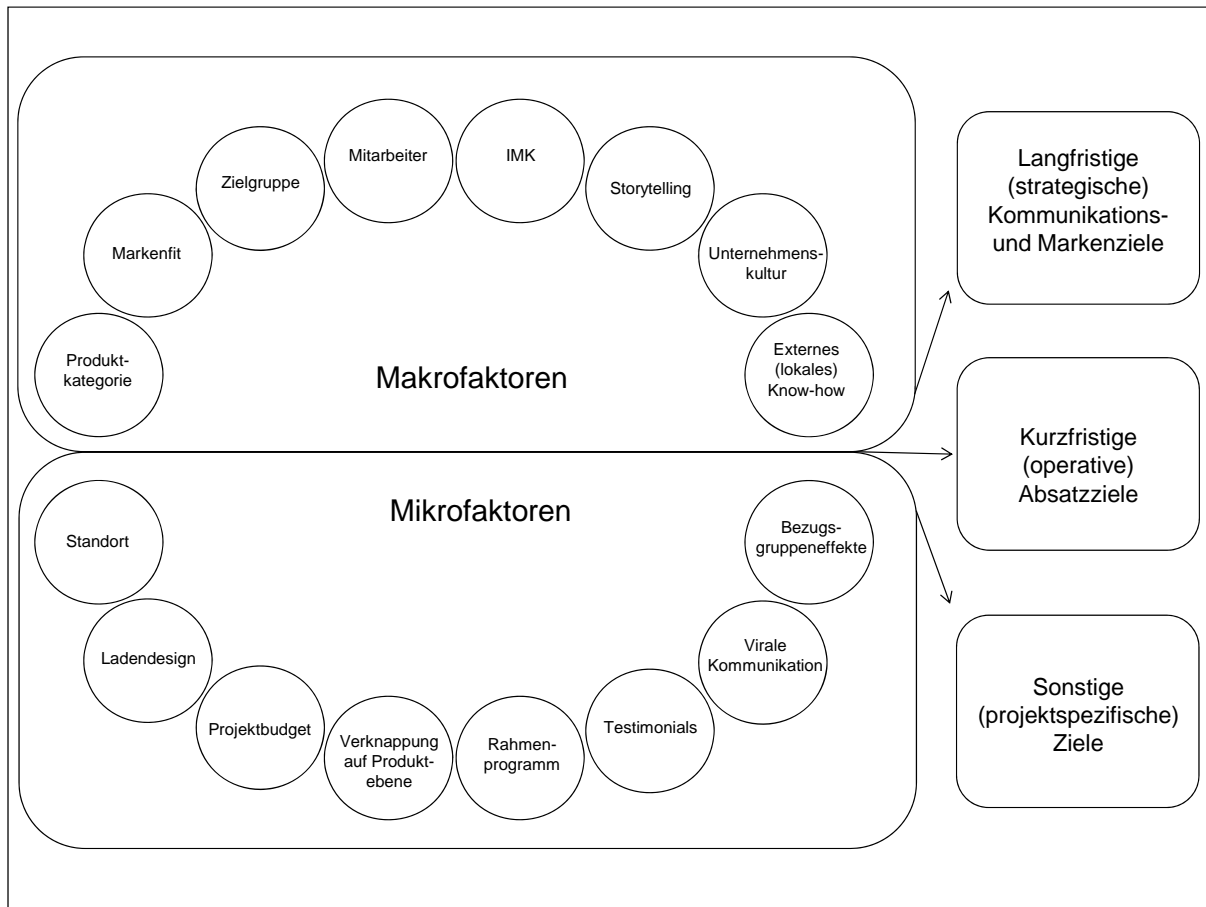 Mitarbeiter
IMK
Zielgruppe
Storytelling
Markenfit
Unternehmens-
kultur
Produkt-
kategorie
Makrofaktoren
Externes
(lokales)
Know-how
Mikrofaktoren
Standort
Bezugs-
gruppeneffekte
Ladendesign
Virale
Kommunikation
Projektbudget
Testimonials
Verknappung
auf Produkt-
ebene
Rahmen-
programm
Langfristige
(strategische)
Kommunikations-
und Markenziele
Kurzfristige
(operative)
Absatzziele
Sonstige
(projektspezifische)
Ziele